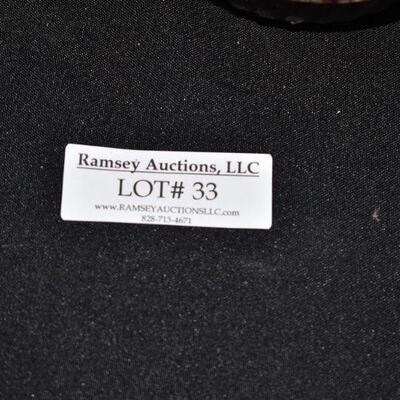 Ramsey Auctions, LLC
LOT# 33
www.RAMSEYAUCTIONSLLC.com
828-713-4671